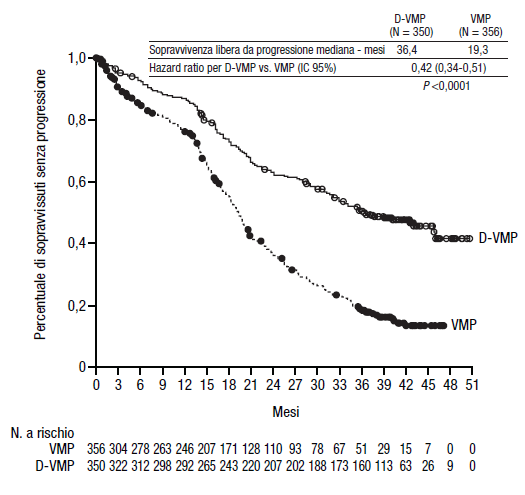 D-VMP VMP
(N = 350) (N = 356)
Sopravvivenza libera da progressione mediana - mesi 36,4 19,3
Hazard ratio per D-VMP vs. VMP (IC 95%) 0,42 (0,34-0,51)
P <0,0001
Percentuale di sopravvissuti senza progressione
1,0
0,8
0,6
0,4
0,2
0
D-VMP
VMP
0 3 6 9 12 15 18 21 24 27 30 33 36 39 42 45 48 51
Mesi
N. a rischio
VMP 356 304 278 263 246 207 171 128 110 93 78 67 51 29 15 7 0 0
D-VMP 350 322 312 298 292 265 243 220 207 202 188 173 160 113 63 26 9 0